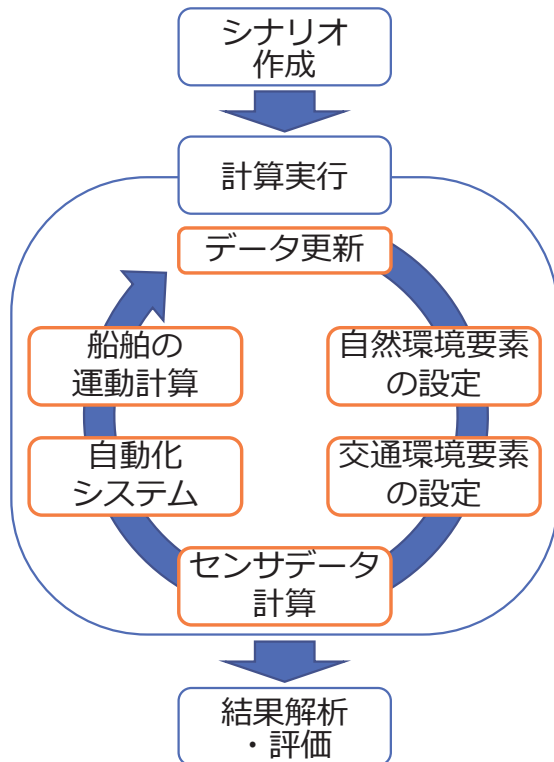 シナリオ
作成
計算実行
データ更新
自然環境要素
の設定
交通環境要素
の設定
センサデータ
計算
自動化
システム
船舶の
運動計算
結果解析
・評価